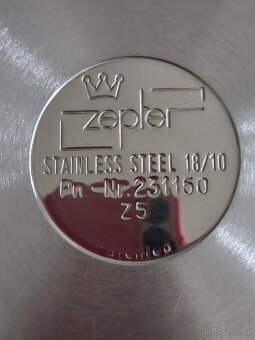 zepter
STAINLESS STEEL 18/10
Pn-Nr.231150
Z5